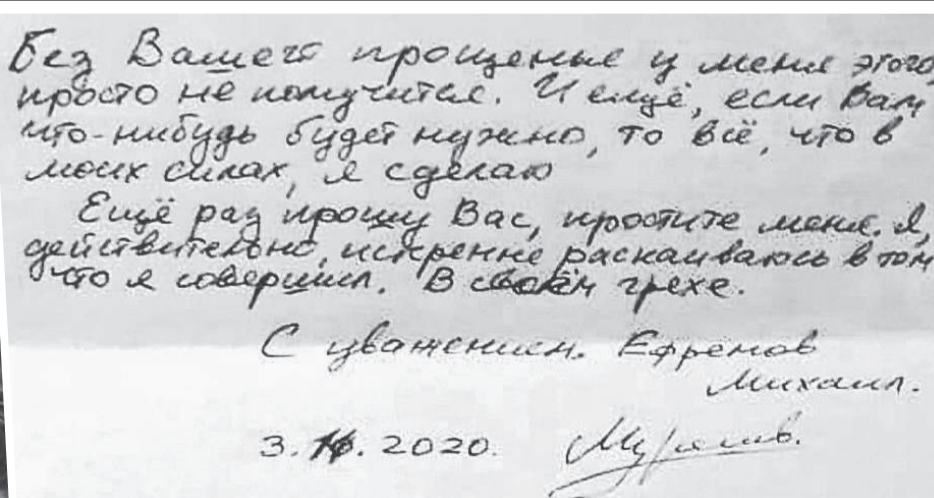 Без Вашего прощенье у меня этого
просто не получится. И ещё, если Вам
что-нибудь будет нужно, то всё, что в
моих силах, я сделаю
Ещё раз прошу Вас, простите меня. Я,
действительно, искренне раскаиваюсь в том
что я совершил. В своём грехе.
С уважением. Ефремов
Михаил.
3. . 2020.